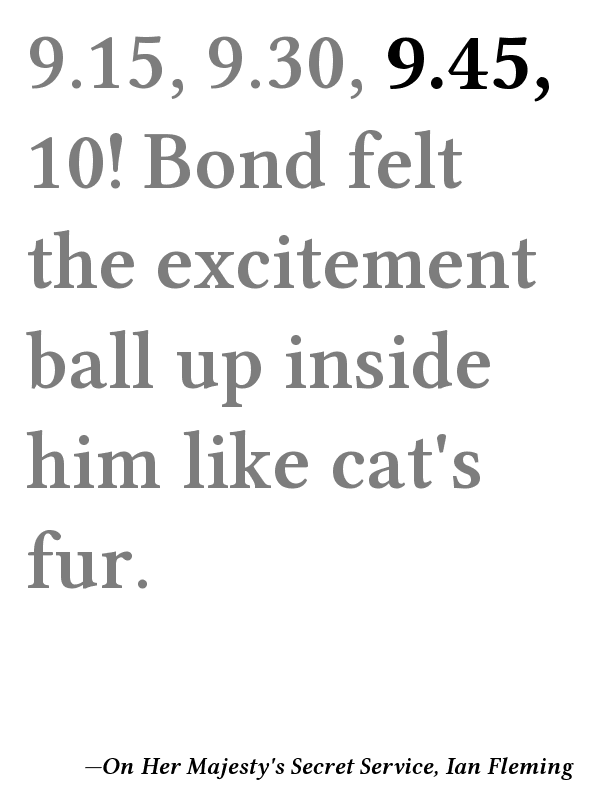 9.15, 9.30, 9.45,
10! Bond felt
the excitement
ball up inside
him like cat's
fur.
—On Her Majesty's Secret Service, Ian Fleming